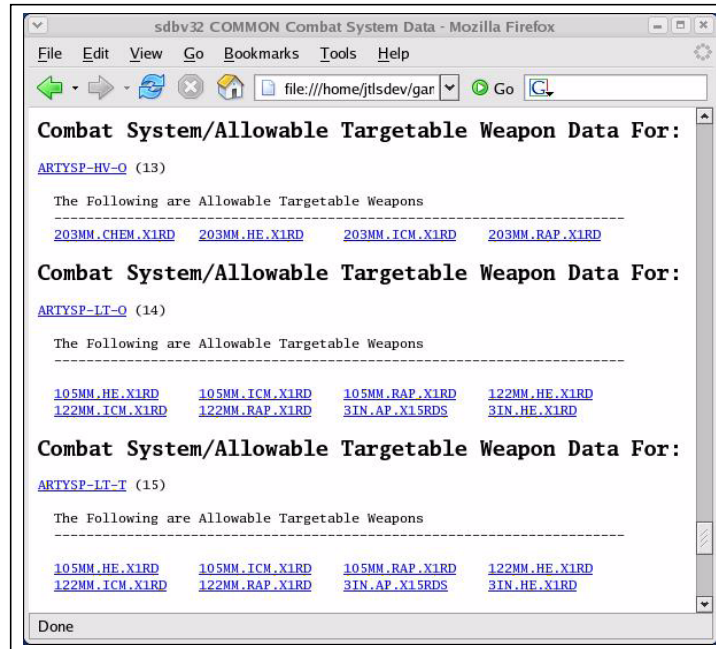 sdbv32 COMMON Combat System Data - Mozilla Firefox
File Edit View Go Bookmarks Tools Help
file:///home/jtlsdev/gar Go G
Combat System/Allowable Targetable Weapon Data For:
ARTYSP-HV-O (13)
The Following are Allowable Targetable Weapons
------------------------------------------------------------------------
203MM.CHEM.X1RD 203MM.HE.X1RD 203MM.ICM.X1RD 203MM.RAP.X1RD
Combat System/Allowable Targetable Weapon Data For:
ARTYSP-LT-O (14)
The Following are Allowable Targetable Weapons
------------------------------------------------------------------------
105MM.HE.X1RD 105MM.ICM.X1RD 105MM.RAP.X1RD 122MM.HE.X1RD
122MM.ICM.X1RD 122MM.RAP.X1RD 3IN.AP.X15RDS 3IN.HE.X1RD
Combat System/Allowable Targetable Weapon Data For:
ARTYSP-LT-T (15)
The Following are Allowable Targetable Weapons
------------------------------------------------------------------------
105MM.HE.X1RD 105MM.ICM.X1RD 105MM.RAP.X1RD 122MM.HE.X1RD
122MM.ICM.X1RD 122MM.RAP.X1RD 3IN.AP.X15RDS 3IN.HE.X1RD
Done